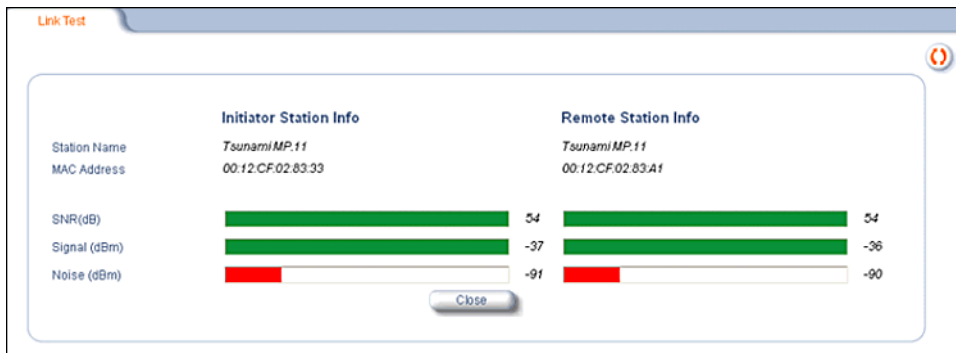 Link Test
Initiator Station Info Remote Station Info
Station Name Tsunami MP.11 Tsunami MP.11
MAC Address 00:12:CF:02:83:33 00:12:CF:02:83:A1
SNR(dB) 54 54
Signal (dBm) -37 -36
Noise (dBm) -91 -90
Close